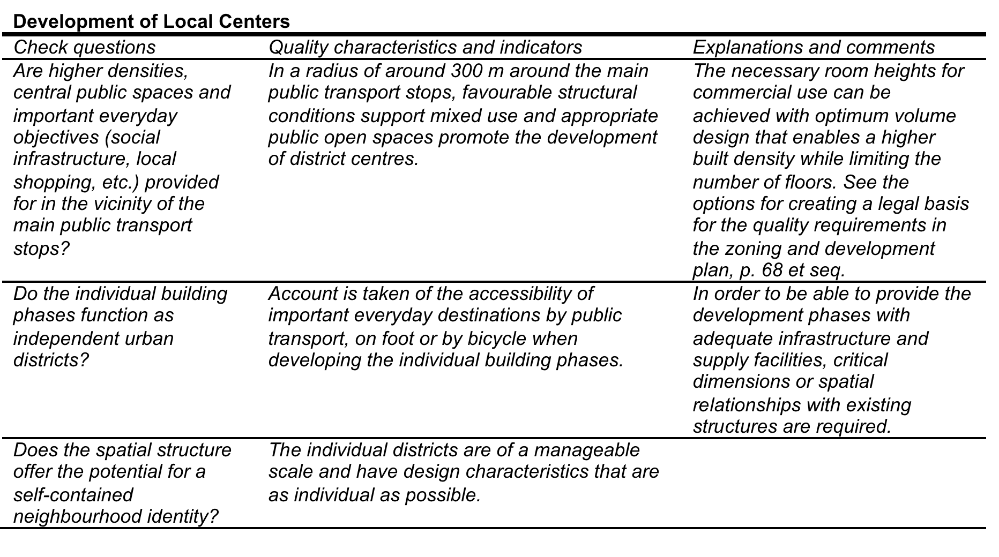 Development of Local Centers
Check questions
Quality characteristics and indicators
Explanations and comments
Are higher densities,
central public spaces and
important everyday
objectives (social
infrastructure, local
shopping, etc.) provided
for in the vicinity of the
main public transport
stops?
In a radius of around 300 m around the main
public transport stops, favourable structural
conditions support mixed use and appropriate
public open spaces promote the development
of district centres.
The necessary room heights for
commercial use can be
achieved with optimum volume
design that enables a higher
built density while limiting the
number of floors. See the
options for creating a legal basis
for the quality requirements in
the zoning and development
plan, p. 68 et seq.
Do the individual building
phases function as
independent urban
districts?
Account is taken of the accessibility of
important everyday destinations by public
transport, on foot or by bicycle when
developing the individual building phases.
In order to be able to provide the
development phases with
adequate infrastructure and
supply facilities, critical
dimensions or spatial
relationships with existing
structures are required.
Does the spatial structure
offer the potential for a
self-contained
neighbourhood identity?
The individual districts are of a manageable
scale and have design characteristics that are
as individual as possible.